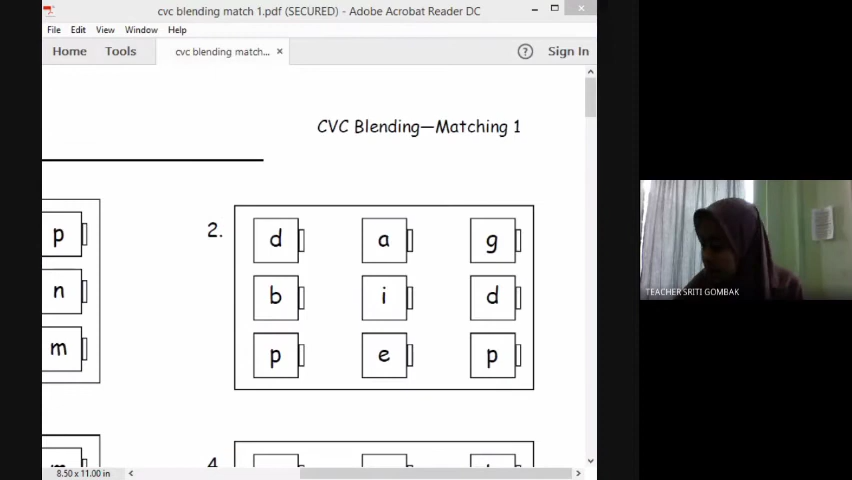 cvc blending match 1.pdf (SECURED) - Adobe Acrobat Reader DC
File Edit View Window Help
Home Tools cvc blending match... × ? Sign In
CVC Blending—Matching 1
2.
p d a g
n b i d
m p e p
4
TEACHER SRITI GOMBAK
8.50 x 11.00 in